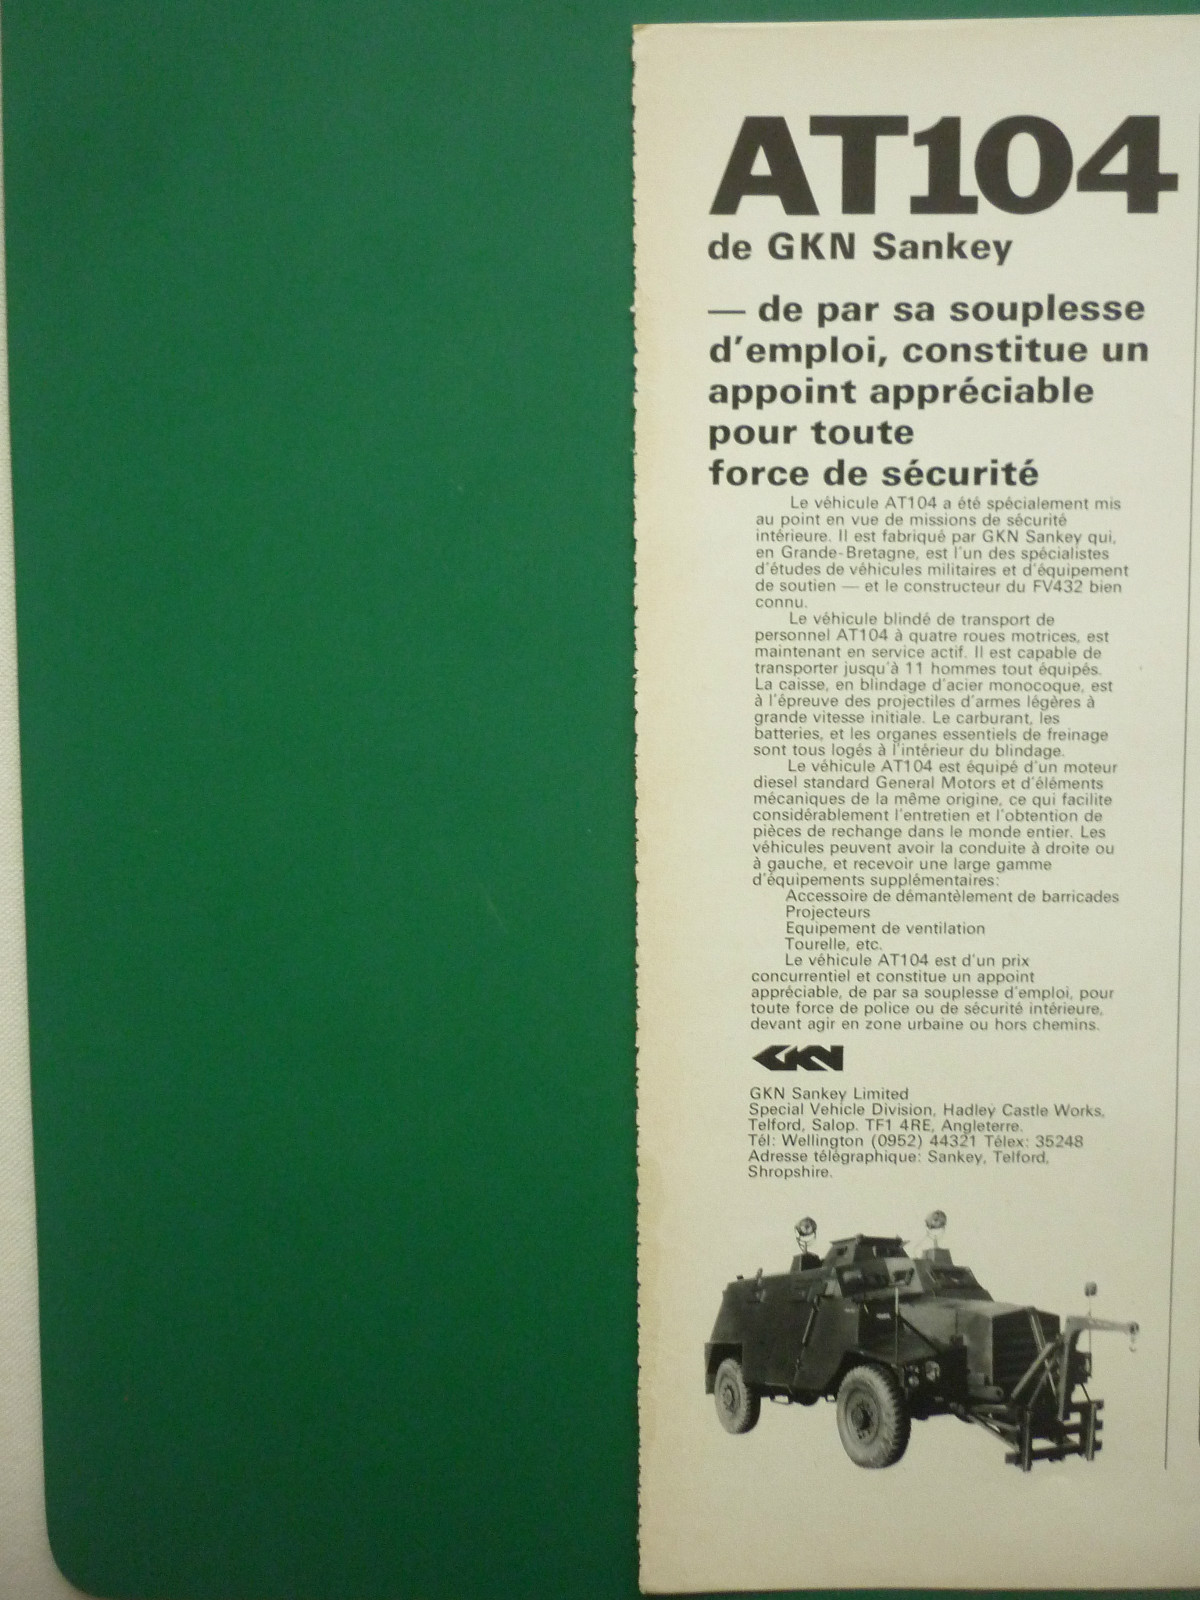 AT104
de GKN Sankey
— de par sa souplesse
d'emploi, constitue un
appoint appréciable
pour toute
force de sécurité
Le véhicule AT104 a été spécialement mis
au point en vue de missions de sécurité
intérieure. Il est fabriqué par GKN Sankey qui,
en Grande-Bretagne, est l'un des spécialistes
d'études de véhicules militaires et d'équipement
de soutien — et le constructeur du FV432 bien
connu.
Le véhicule blindé de transport de
personnel AT104 à quatre roues motrices, est
maintenant en service actif. Il est capable de
transporter jusqu'à 11 hommes tout équipés.
La caisse, en blindage d'acier monocoque, est
à l'épreuve des projectiles d'armes légères à
grande vitesse initiale. Le carburant, les
batteries, et les organes essentiels de freinage
sont tous logés à l'intérieur du blindage.
Le véhicule AT104 est équipé d'un moteur
diesel standard General Motors et d'éléments
mécaniques de la même origine, ce qui facilite
considérablement l'entretien et l'obtention de
pièces de rechange dans le monde entier. Les
véhicules peuvent avoir la conduite à droite ou
à gauche, et recevoir une large gamme
d'équipements supplémentaires:
Accessoire de démantèlement de barricades
Projecteurs
Equipement de ventilation
Tourelle, etc.
Le véhicule AT104 est d'un prix
concurrentiel et constitue un appoint
appréciable, de par sa souplesse d'emploi, pour
toute force de police ou de sécurité intérieure,
devant agir en zone urbaine ou hors chemins.
GKN
GKN Sankey Limited
Special Vehicle Division, Hadley Castle Works,
Telford, Salop. TF1 4RE, Angleterre.
Tél: Wellington (0952) 44321 Télex: 35248
Adresse télégraphique: Sankey, Telford,
Shropshire.